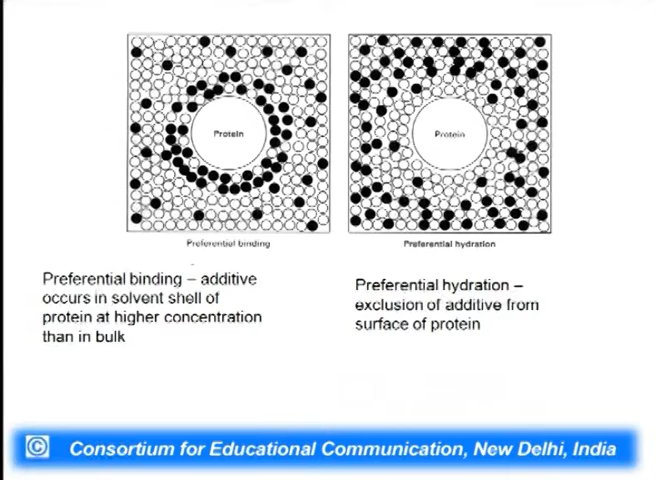 Protein
Protein
Preferential binding
Preferential hydration
Preferential binding – additive
occurs in solvent shell of
protein at higher concentration
than in bulk
Preferential hydration –
exclusion of additive from
surface of protein
© Consortium for Educational Communication, New Delhi, India